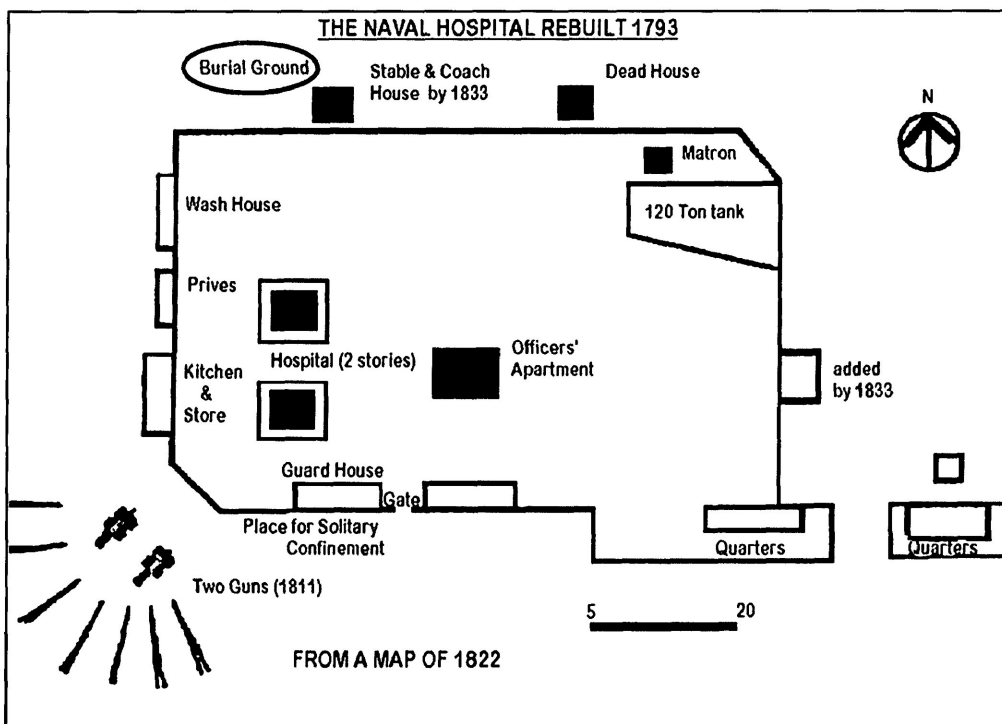 THE NAVAL HOSPITAL REBUILT 1793
Burial Ground
Stable & Coach
House by 1833
Dead House
N
Matron
Wash House
120 Ton tank
Prives
Hospital (2 stories)
Officers'
Apartment
Kitchen
&
Store
added
by 1833
Guard House
Gate
Place for Solitary
Confinement
Quarters
Quarters
Two Guns (1811)
5 20
FROM A MAP OF 1822